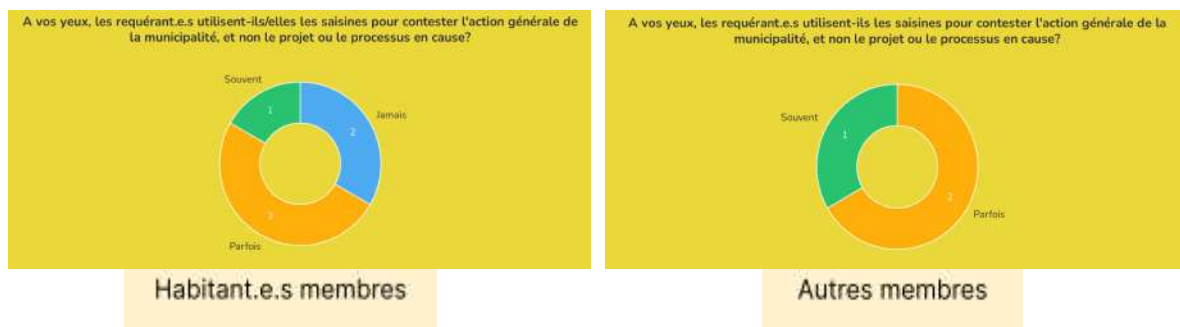 A vos yeux, les requérant.e.s utilisent-ils/elles les saisines pour contester l'action générale de
la municipalité, et non le projet ou le processus en cause?
Souvent
1
Jamais
2
3
Parfois
Habitant.e.s membres
A vos yeux, les requérant.e.s utilisent-ils les saisines pour contester l'action générale de la
municipalité, et non le projet ou le processus en cause?
Souvent
1
2
Parfois
Autres membres